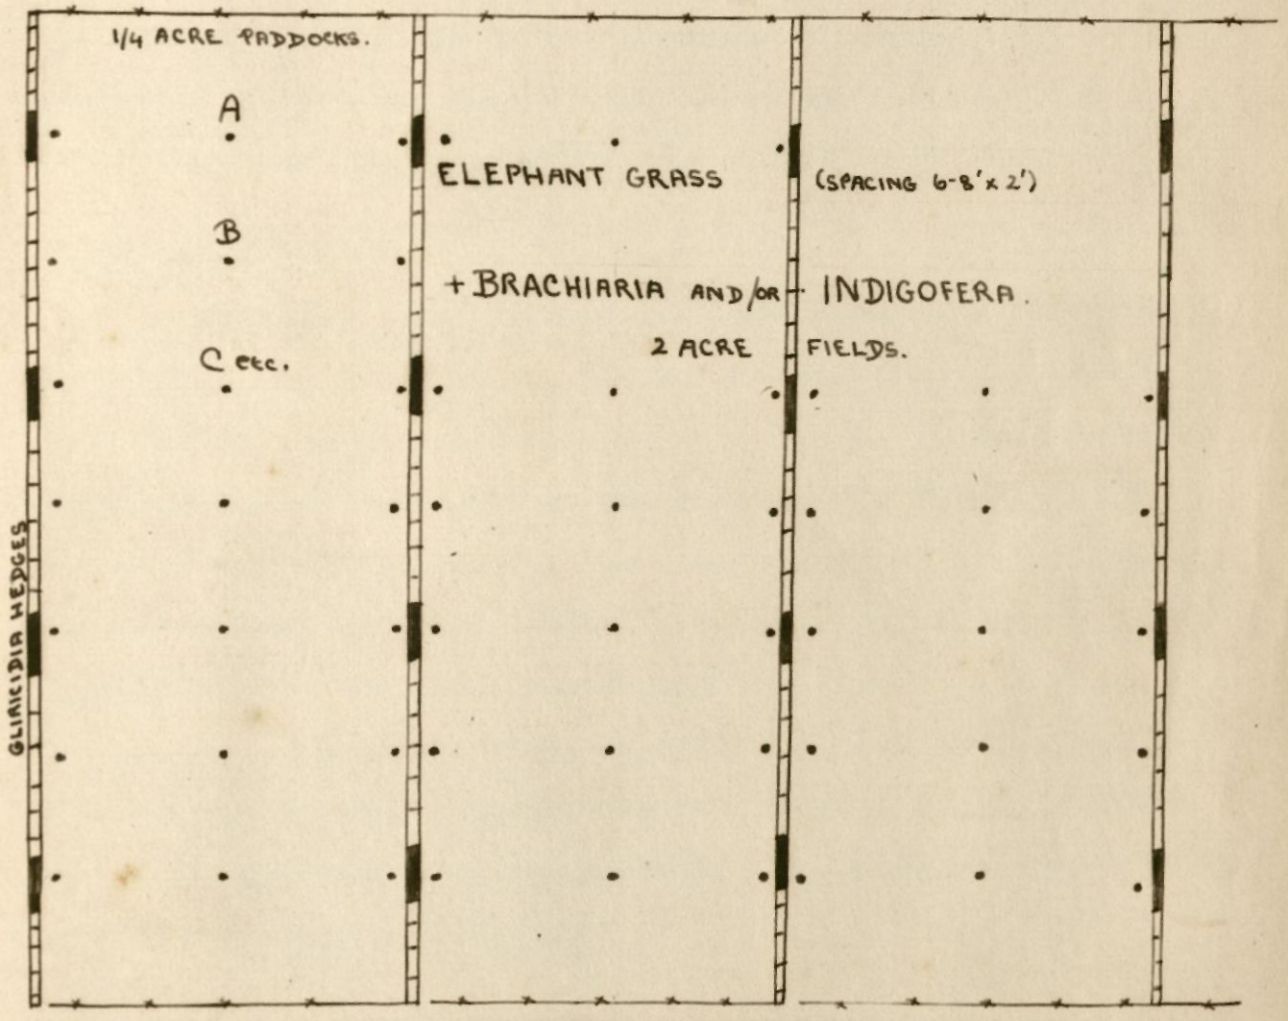 1/4 ACRE PADDOCKS.
A
B
C etc.
ELEPHANT GRASS (SPACING 6-8'x 2')
+ BRACHIARIA AND/OR INDIGOFERA.
2 ACRE FIELDS.
GLIRICIDIA HEDGES